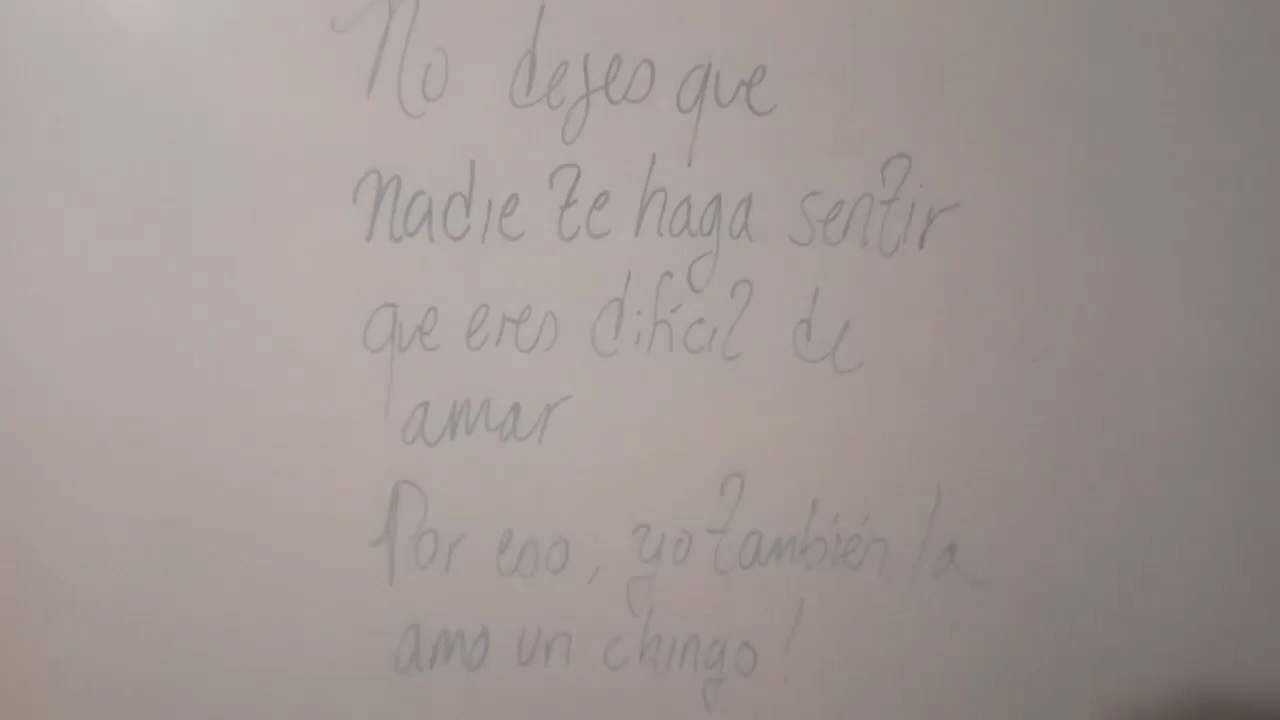 No dejes que
nadie te haga sentir
que eres difícil de
amar
Por eso, yo también la
amo un chingo!